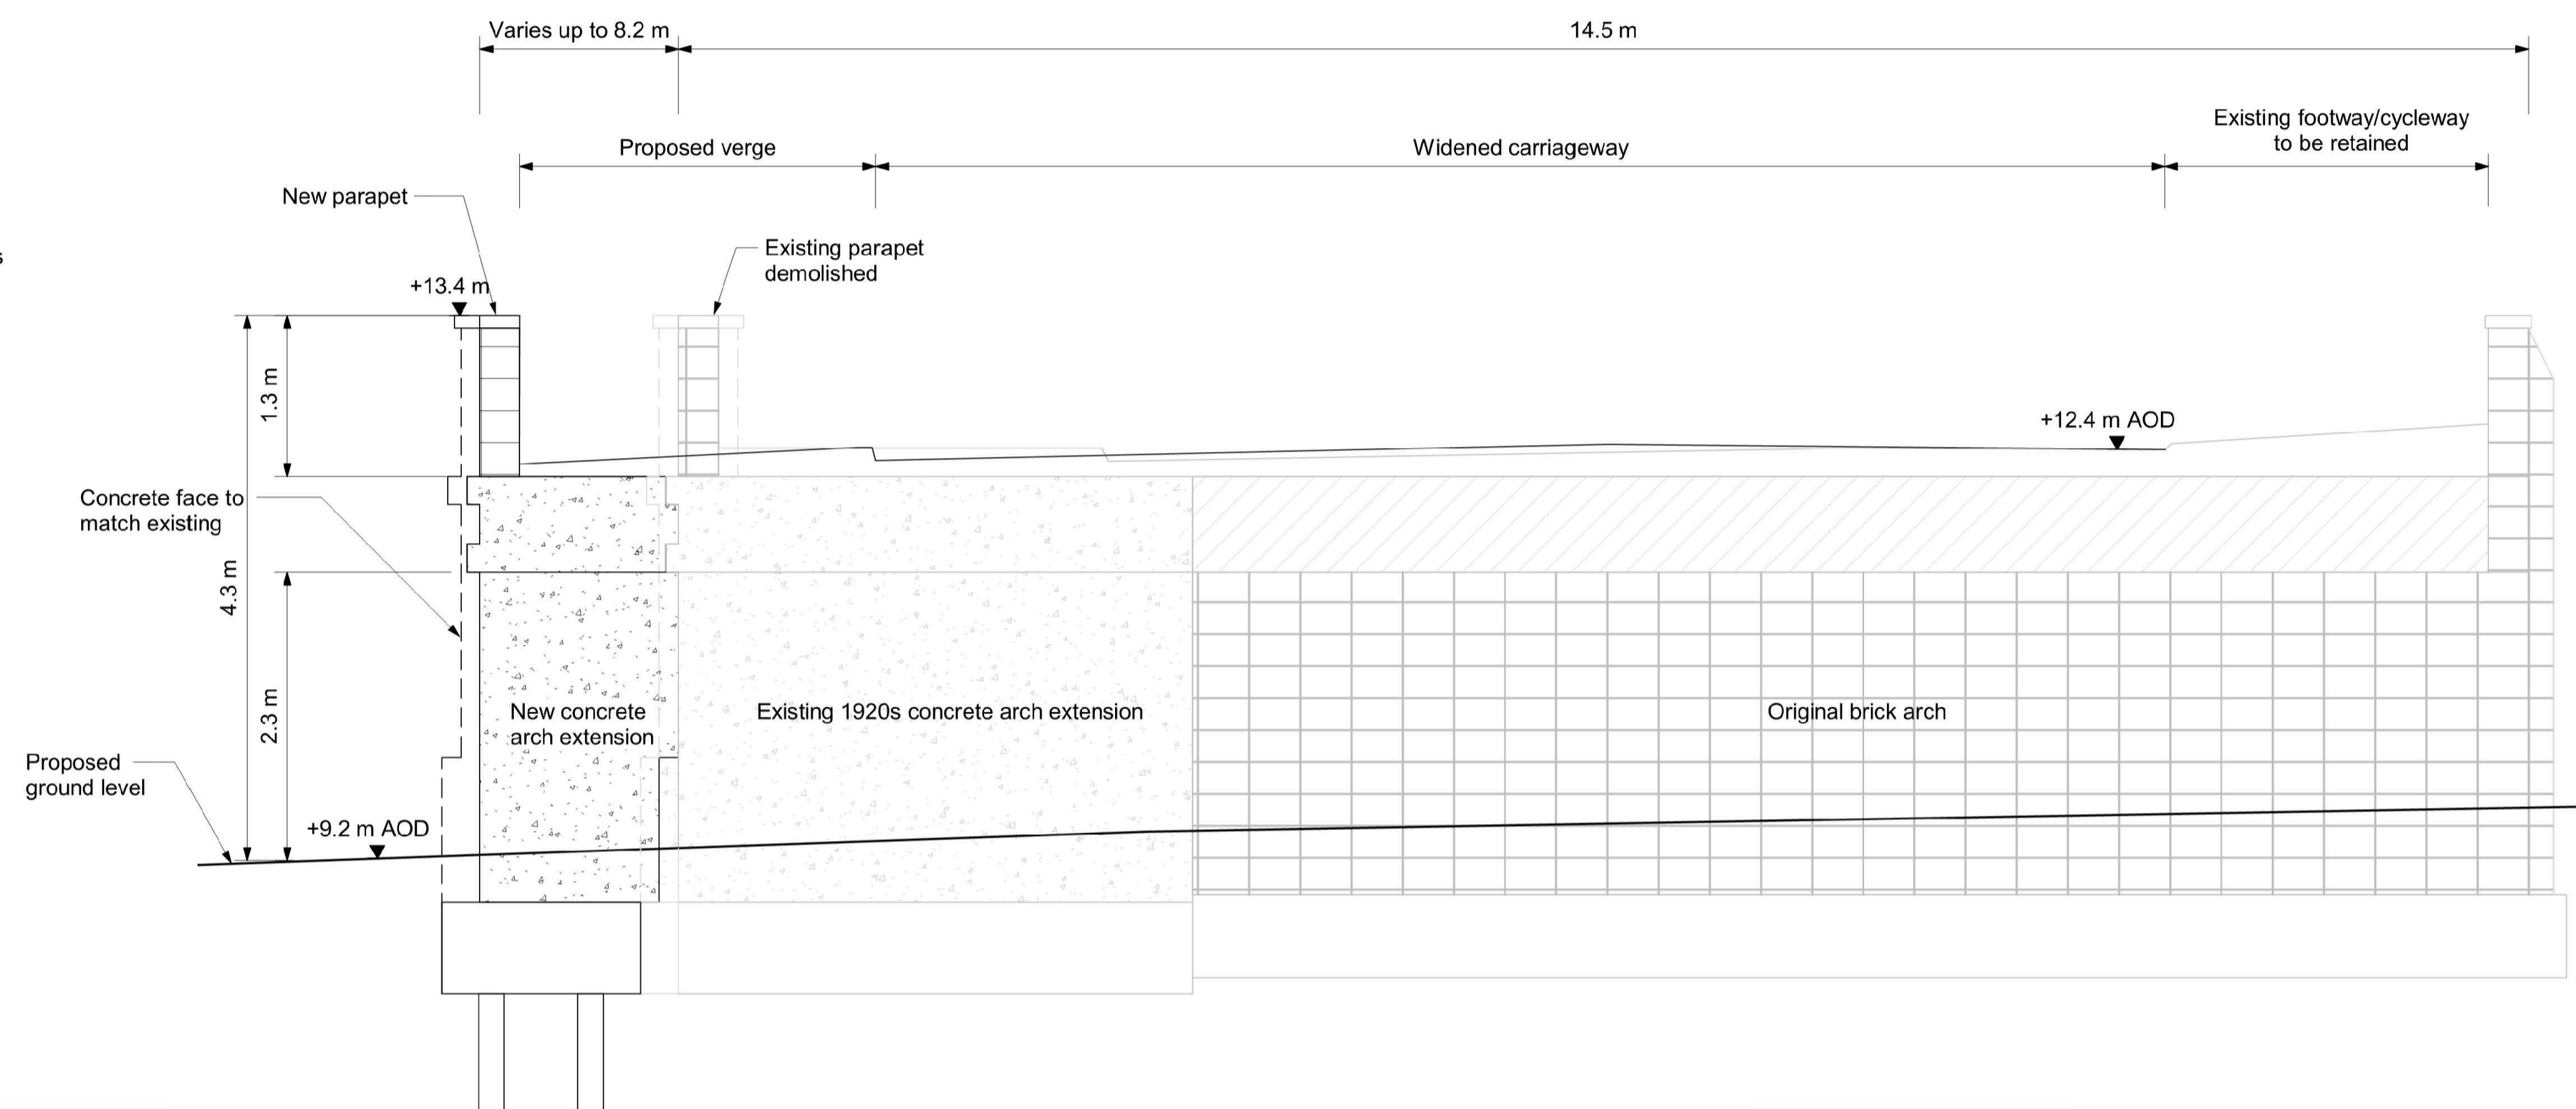 Varies up to 8.2 m
14.5 m
Existing footway/cycleway
to be retained
Proposed verge
Widened carriageway
New parapet
Existing parapet
demolished
s
+13.4 m
1.3 m
+12.4 m AOD
Concrete face to
match existing
4.3 m
2.3 m
New concrete
arch extension
Existing 1920s concrete arch extension
Original brick arch
Proposed
ground level
+9.2 m AOD